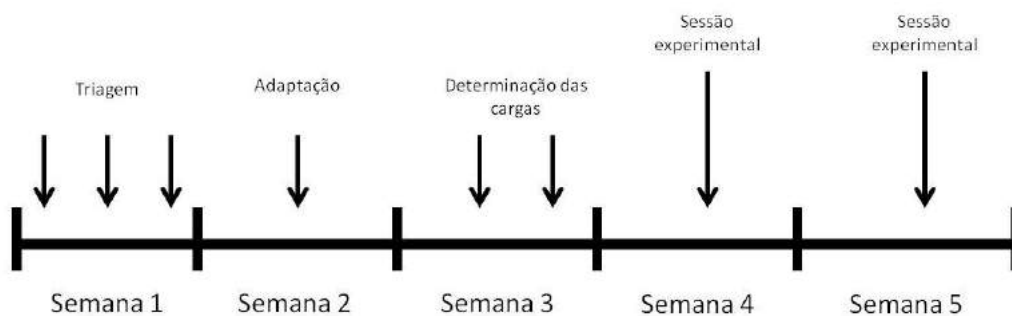 Sessão
experimental
Sessão
experimental
Triagem
Adaptação
Determinação das
cargas
Semana 1
Semana 2
Semana 3
Semana 4
Semana 5